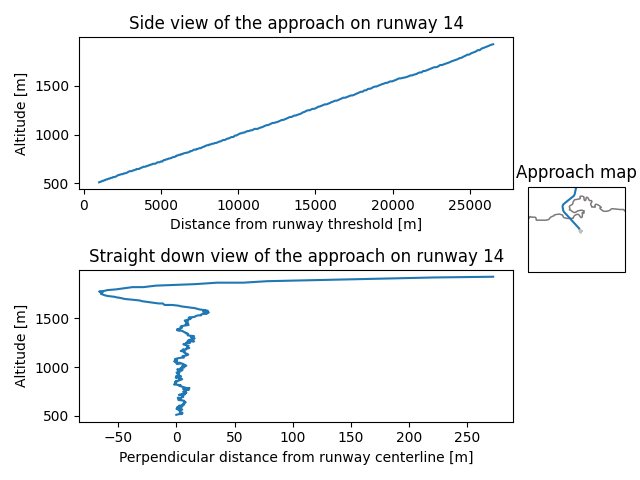 Side view of the approach on runway 14
Altitude [m]
1500
1000
500
0 5000 10000 15000 20000 25000
Distance from runway threshold [m]
Approach map
Straight down view of the approach on runway 14
Altitude [m]
1500
1000
500
−50 0 50 100 150 200 250
Perpendicular distance from runway centerline [m]